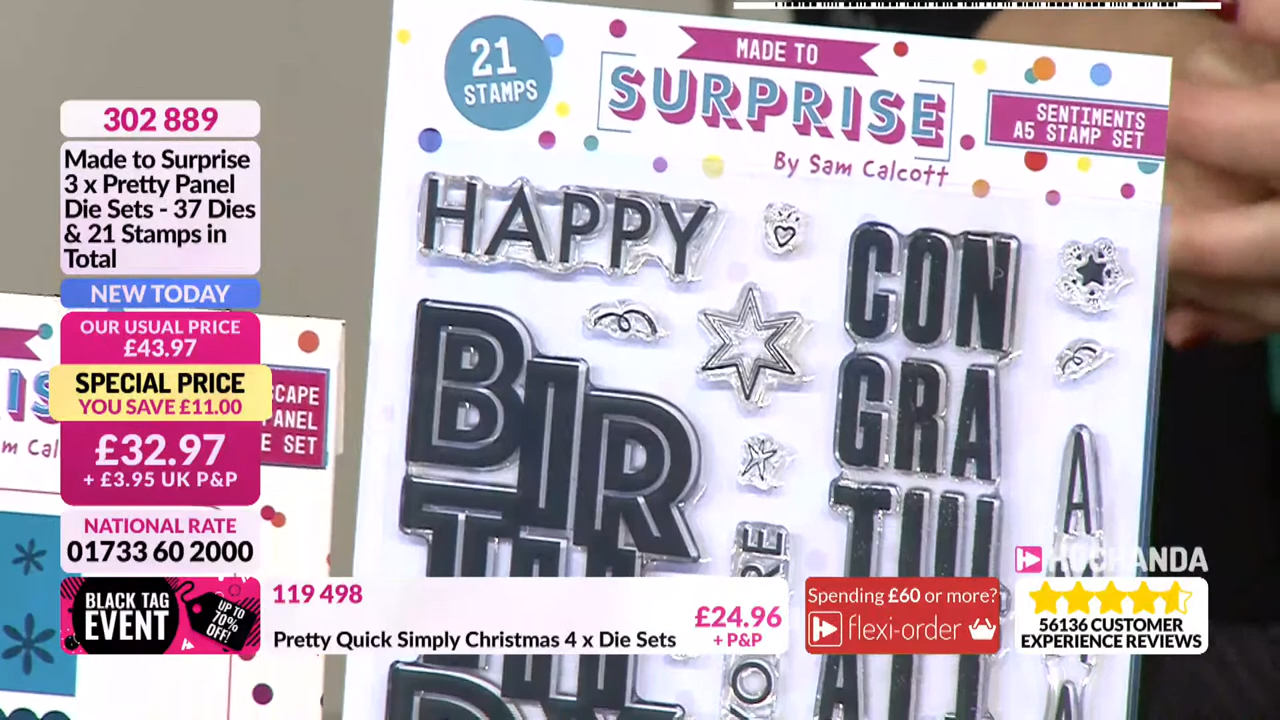 302 889
Made to Surprise
3 x Pretty Panel
Die Sets - 37 Dies
& 21 Stamps in
Total
NEW TODAY
OUR USUAL PRICE
£43.97
SPECIAL PRICE
YOU SAVE £11.00
£32.97
+ £3.95 UK P&P
NATIONAL RATE
01733 60 2000
BLACK TAG
EVENT
UP TO
70%
OFF!
119 498
Pretty Quick Simply Christmas 4 x Die Sets
£24.96
+ P&P
Spending £60 or more?
flexi-order
HOCHANDA
56136 CUSTOMER
EXPERIENCE REVIEWS
21
STAMPS
MADE TO
SURPRISE
By Sam Calcott
SENTIMENTS
A5 STAMP SET
HAPPY
BIR
TH
CON
GRA
TUL
A